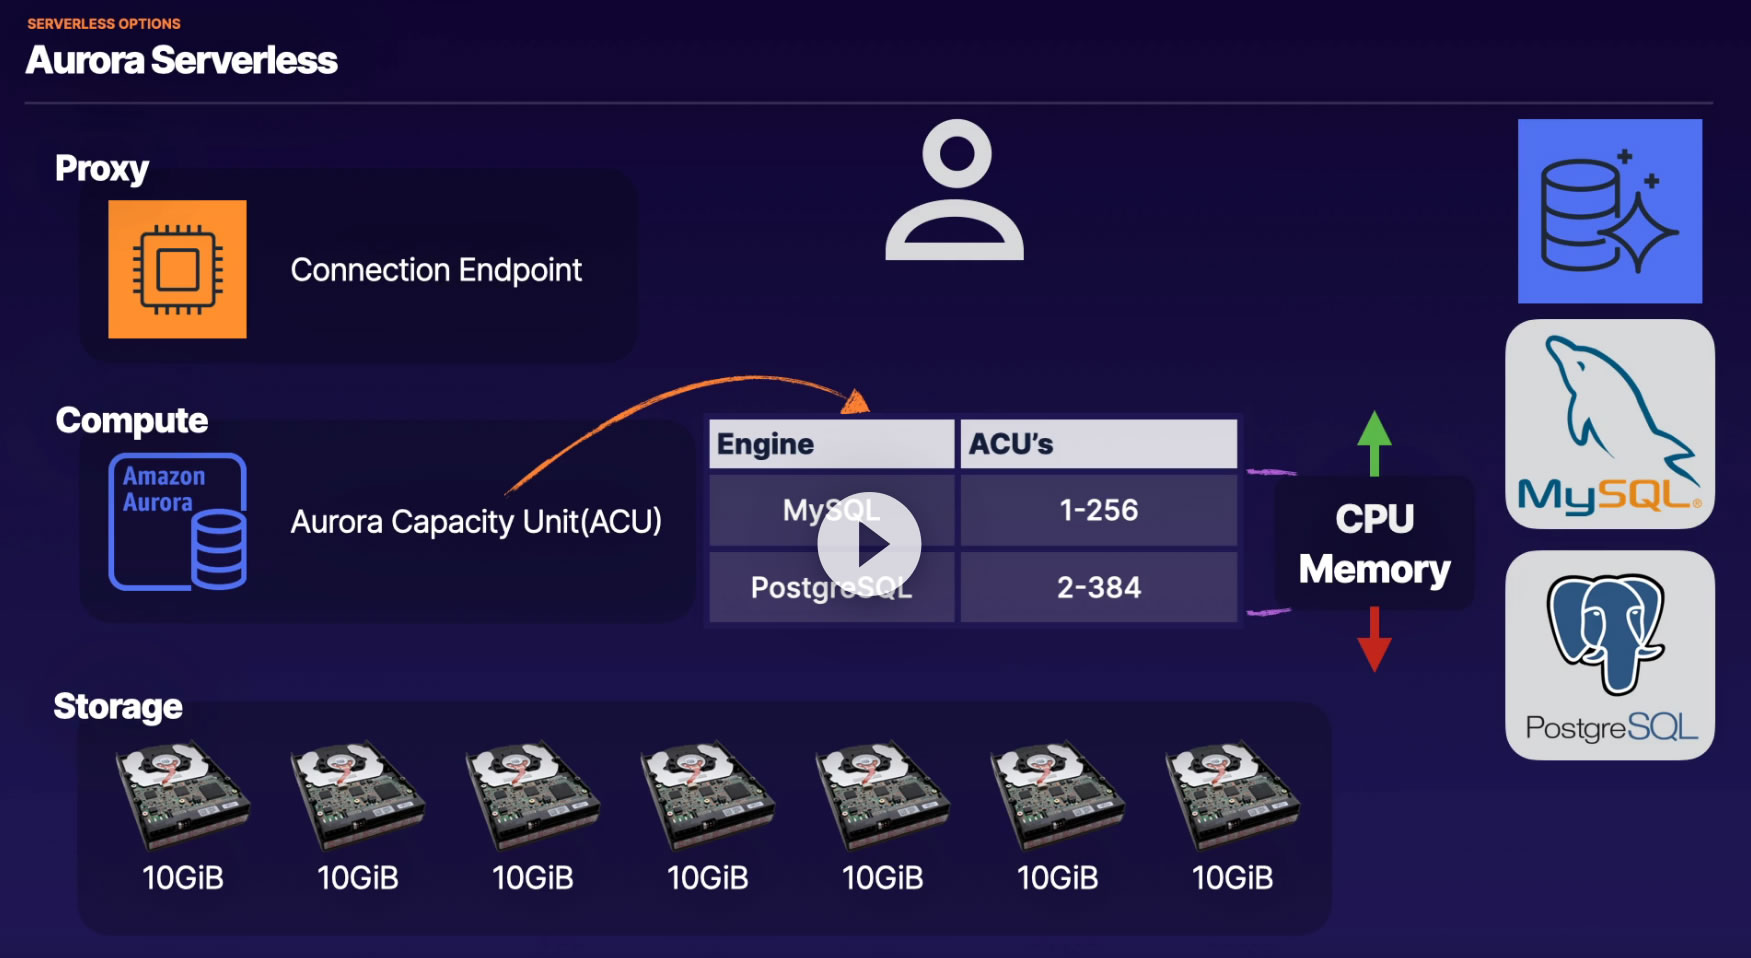 SERVERLESS OPTIONS
Aurora Serverless
Proxy
Connection Endpoint
Compute
Amazon
Aurora
Aurora Capacity Unit(ACU)
Engine ACU's
MySQL 1-256
PostgreSQL 2-384
CPU
Memory
MySQL®
PostgreSQL
Storage
10GiB 10GiB 10GiB 10GiB 10GiB 10GiB 10GiB